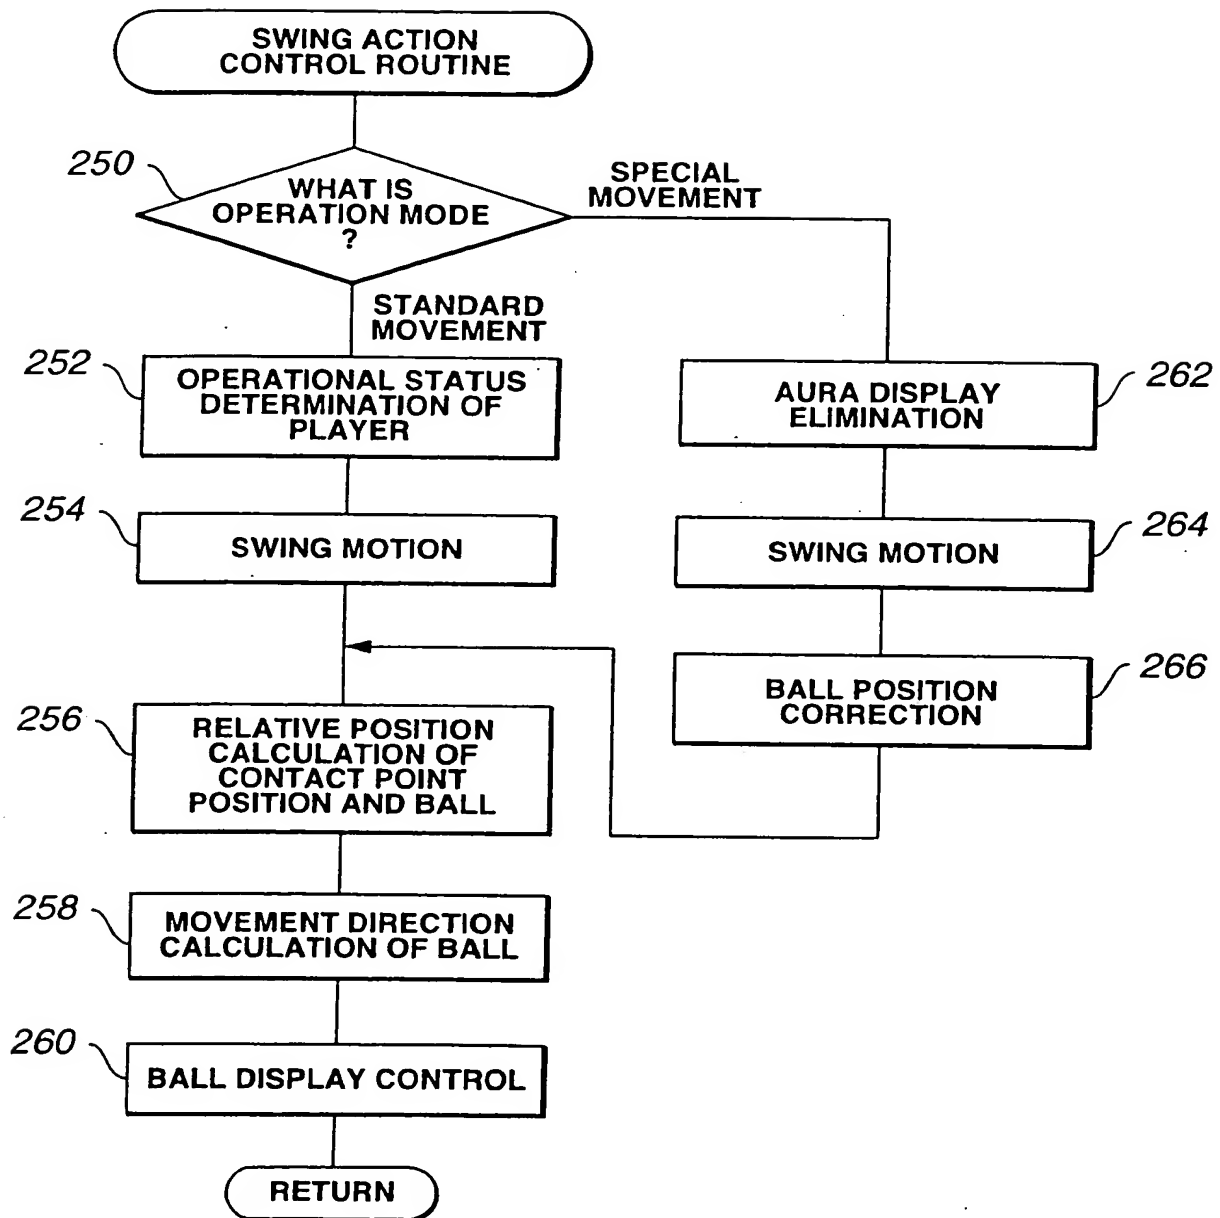 SWING ACTION
CONTROL ROUTINE
250
WHAT IS
OPERATION MODE
?
SPECIAL
MOVEMENT
STANDARD
MOVEMENT
252
OPERATIONAL STATUS
DETERMINATION OF
PLAYER
262
AURA DISPLAY
ELIMINATION
254
SWING MOTION
264
SWING MOTION
266
BALL POSITION
CORRECTION
256
RELATIVE POSITION
CALCULATION OF
CONTACT POINT
POSITION AND BALL
258
MOVEMENT DIRECTION
CALCULATION OF BALL
260
BALL DISPLAY CONTROL
RETURN